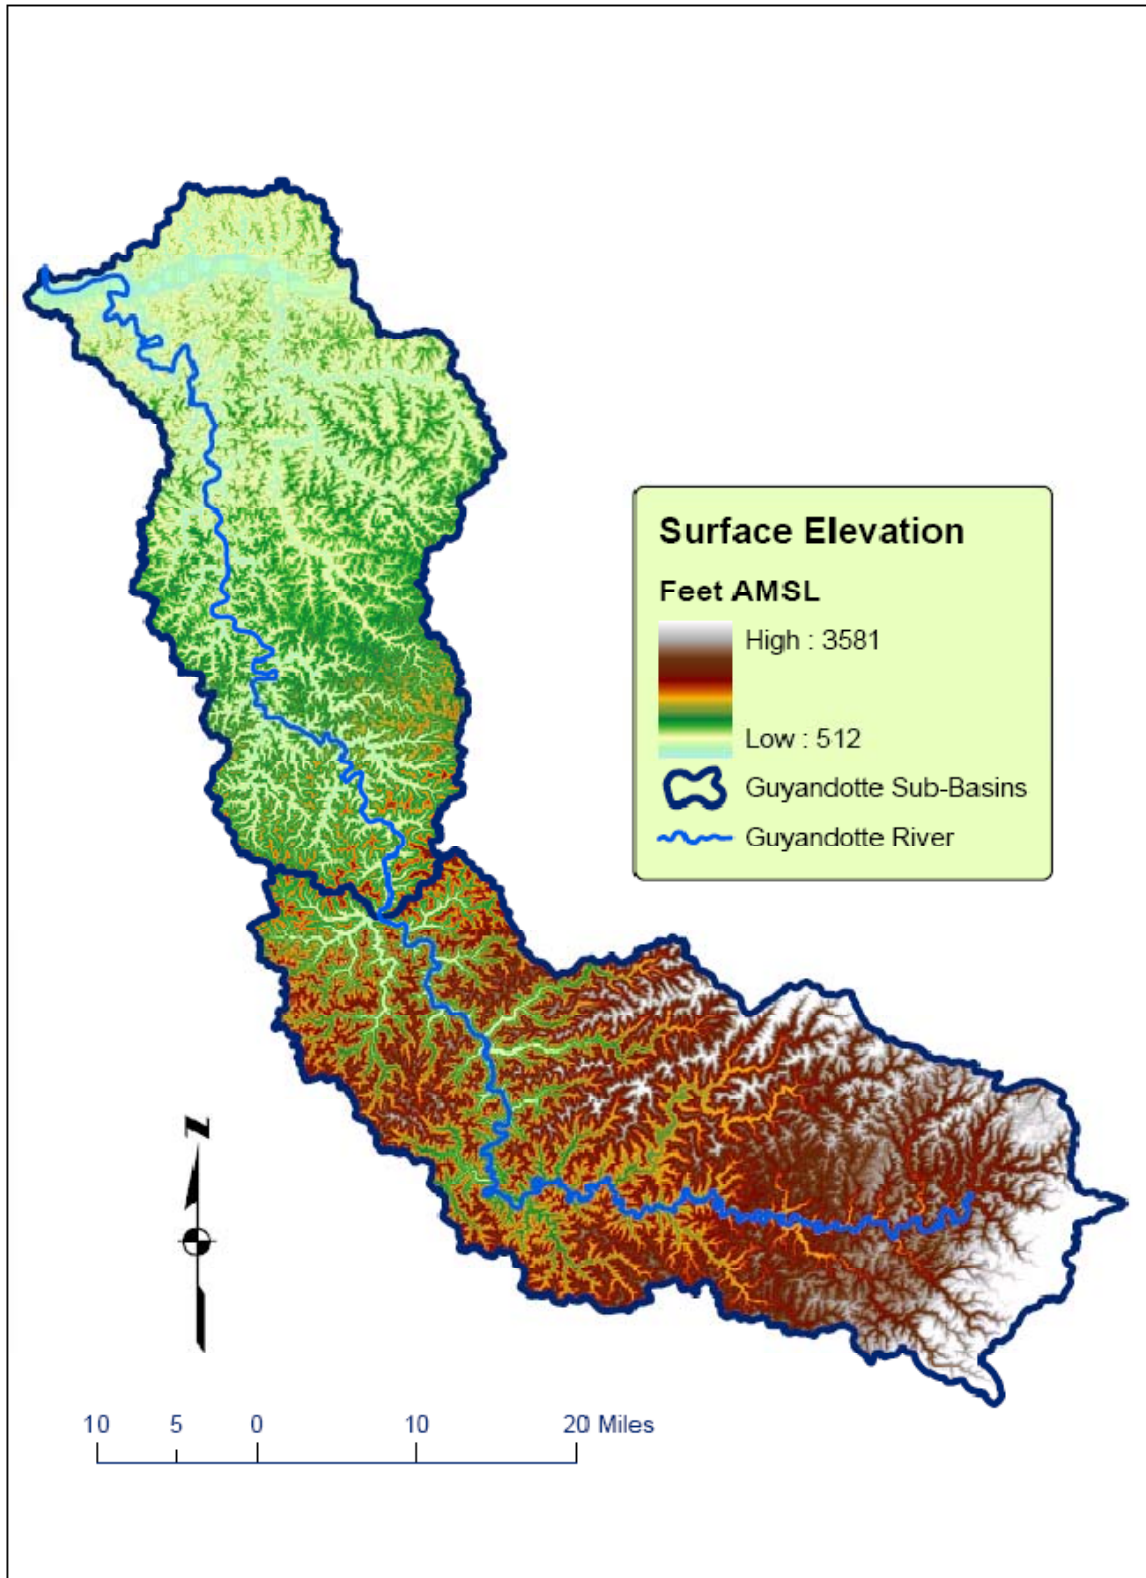 Surface Elevation
Feet AMSL
High : 3581
Low : 512
Guyandotte Sub-Basins
Guyandotte River
N
10 5 0 10 20 Miles